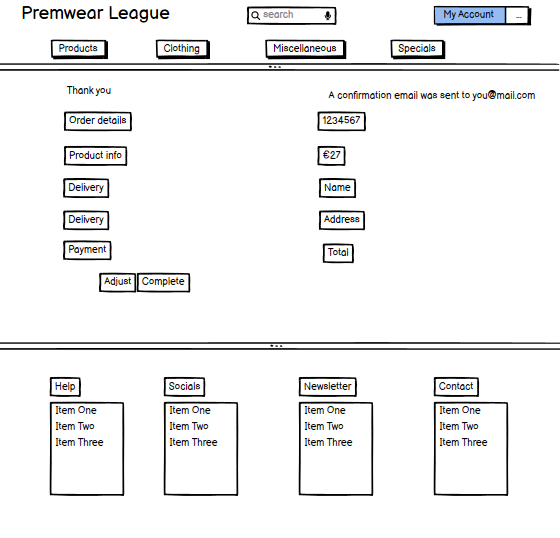 Premwear League
search
My Account
...
Products
Clothing
Miscellaneous
Specials
Thank you
A confirmation email was sent to you@mail.com
Order details
1234567
Product info
€27
Delivery
Name
Delivery
Address
Payment
Total
Adjust
Complete
Help
Item One
Item Two
Item Three
Socials
Item One
Item Two
Item Three
Newsletter
Item One
Item Two
Item Three
Contact
Item One
Item Two
Item Three